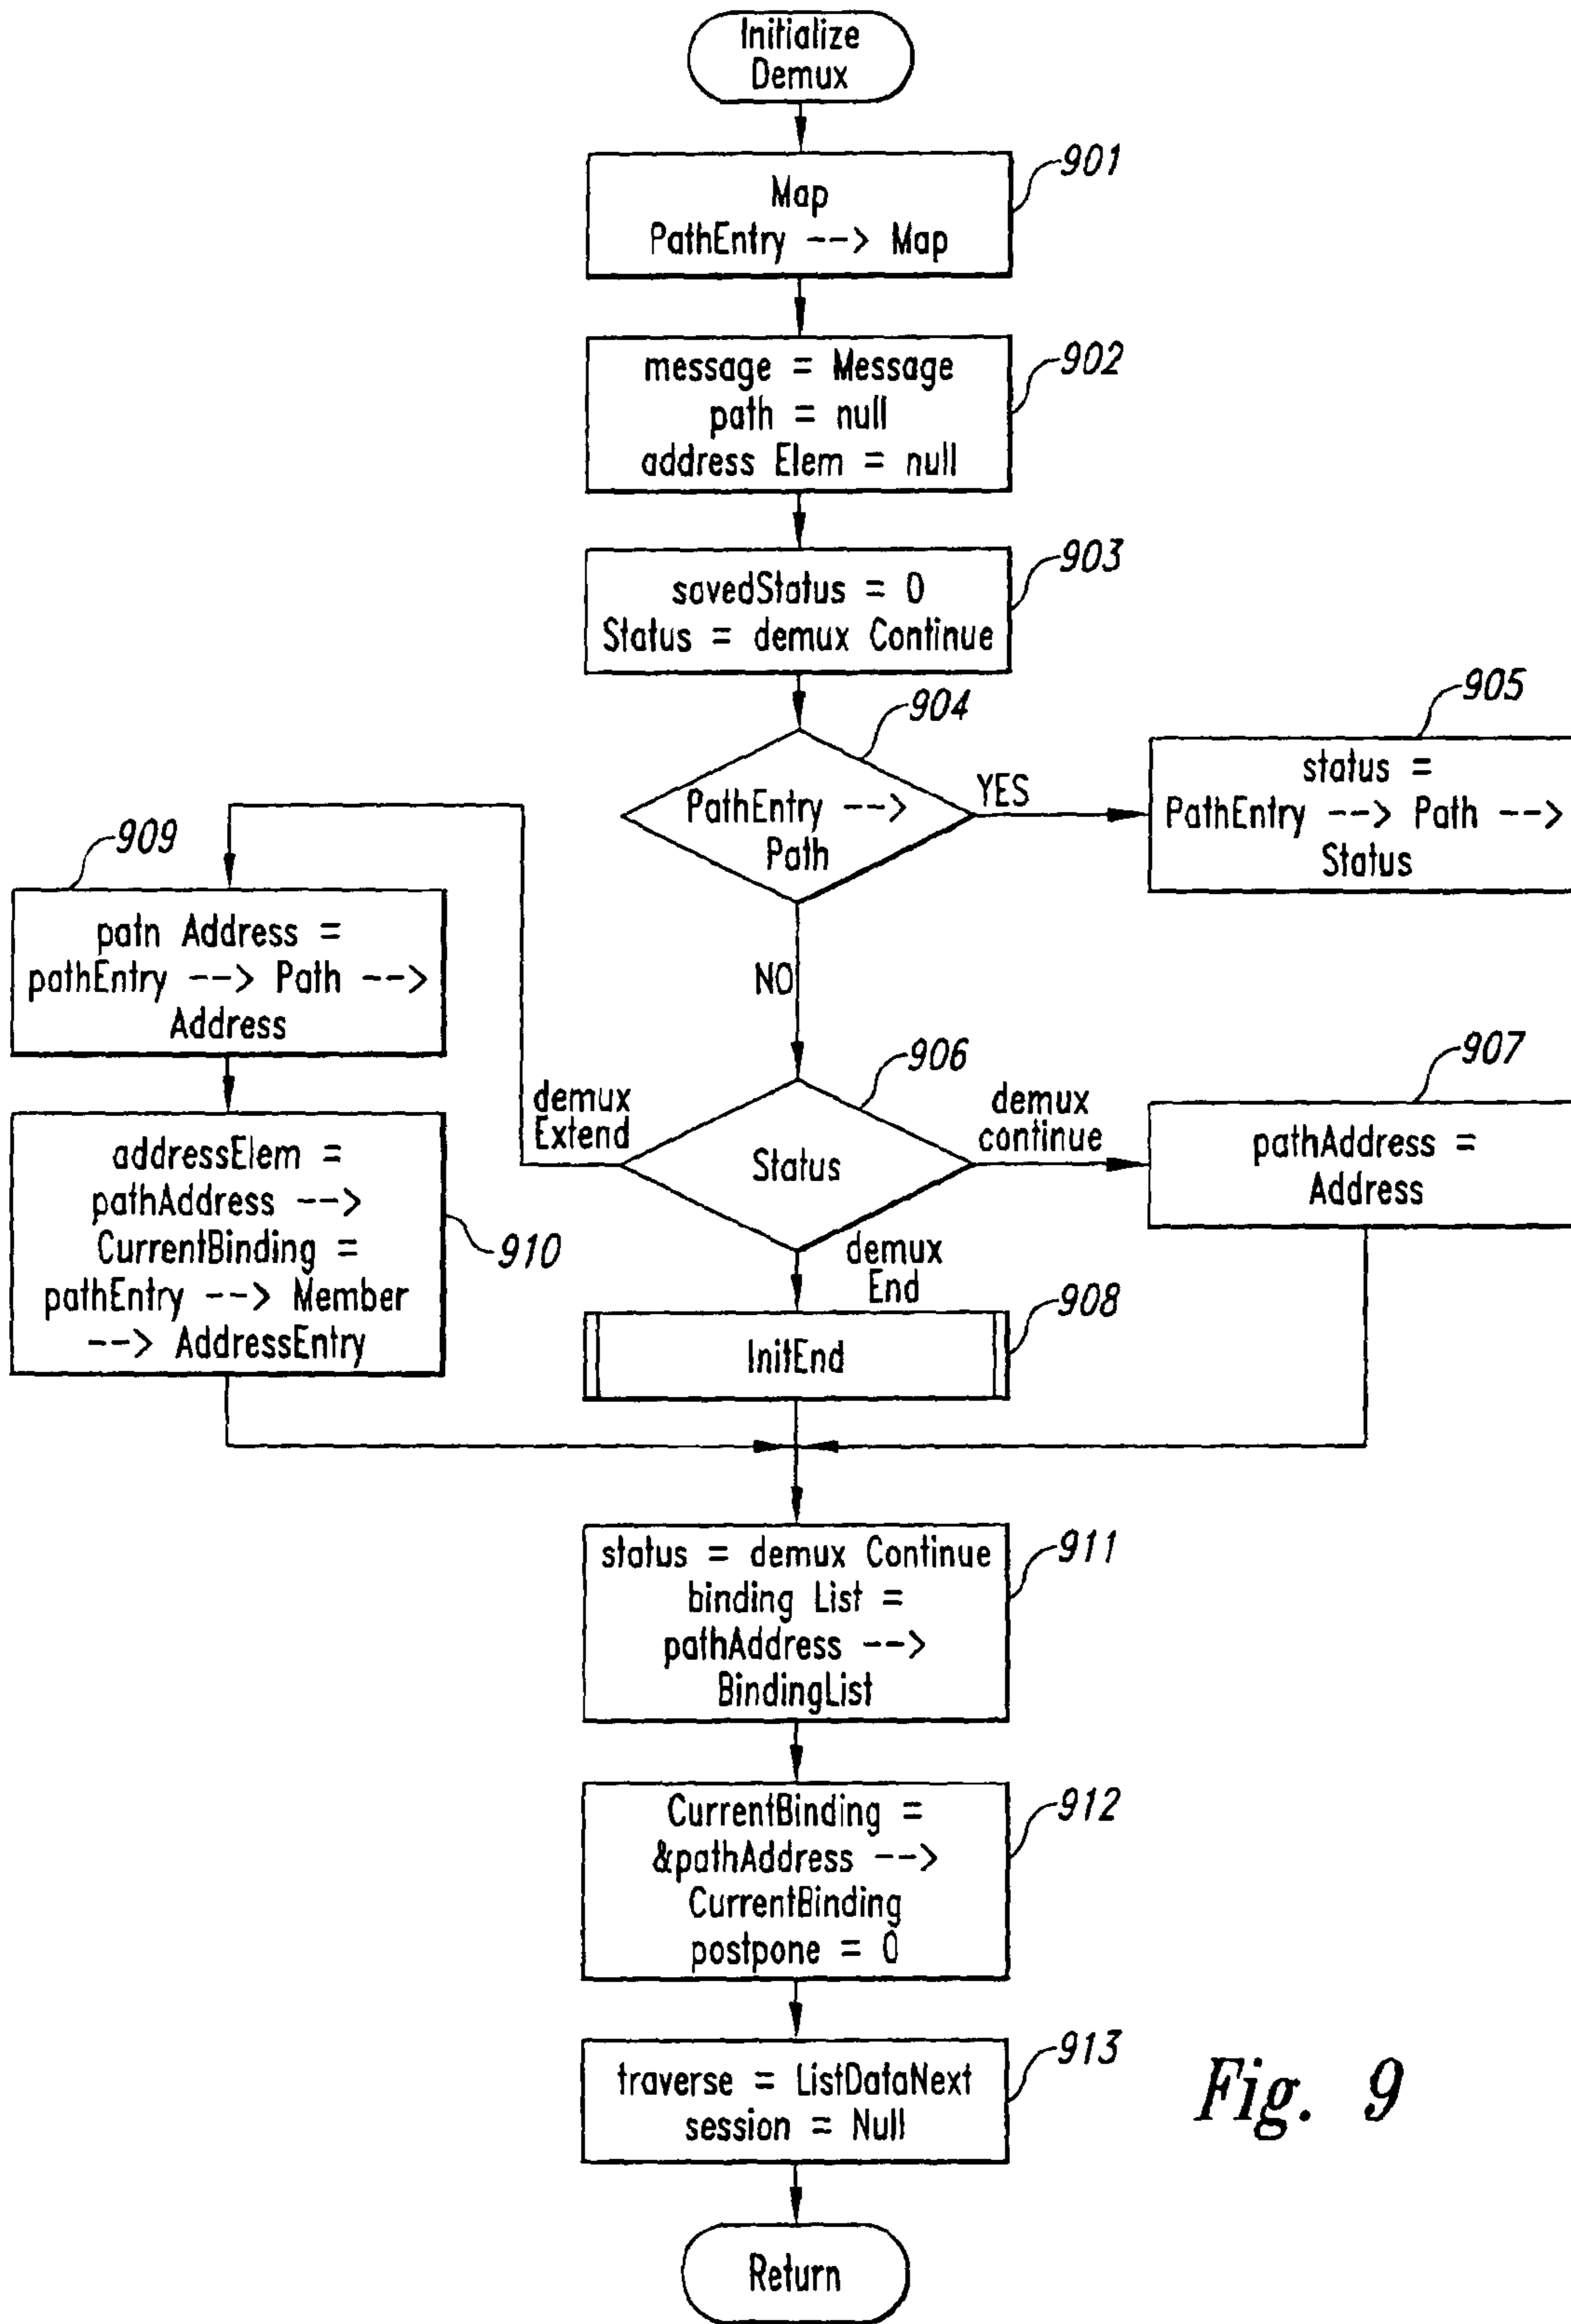 Initialize
Demux
901
Map
PathEntry --> Map
902
message = Message
path = null
address Elem = null
903
savedStatus = 0
Status = demux Continue
904
PathEntry -->
Path
YES
905
status =
PathEntry --> Path -->
Status
NO
909
patn Address =
pathEntry --> Path -->
Address
906
Status
demux
Extend
demux
continue
907
pathAddress =
Address
demux
End
908
InitEnd
910
addressElem =
pathAddress -->
CurrentBinding =
pathEntry --> Member
--> AddressEntry
911
status = demux Continue
binding List =
pathAddress -->
BindingList
912
CurrentBinding =
&pathAddress -->
CurrentBinding
postpone = 0
913
traverse = ListDataNext
session = Null
Return
Fig. 9